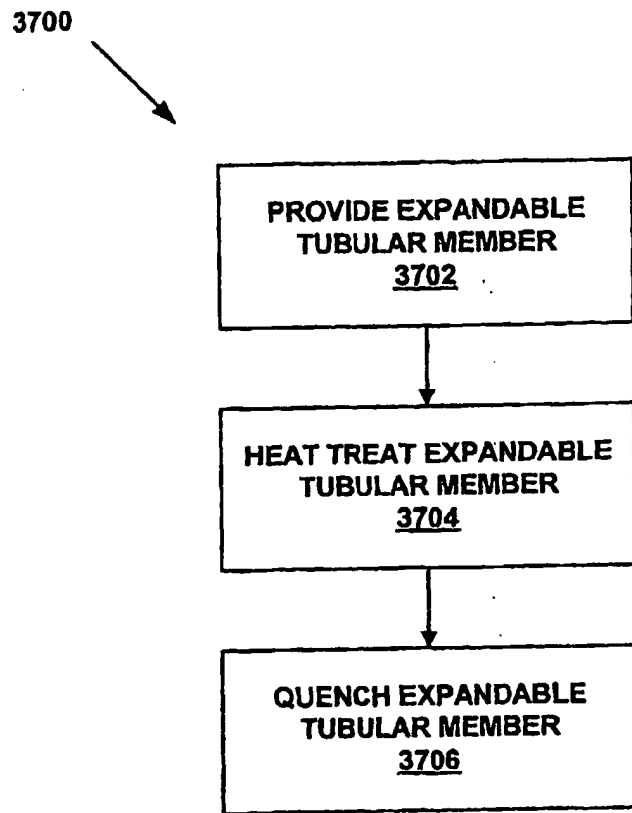 3700
PROVIDE EXPANDABLE
TUBULAR MEMBER
3702
HEAT TREAT EXPANDABLE
TUBULAR MEMBER
3704
QUENCH EXPANDABLE
TUBULAR MEMBER
3706